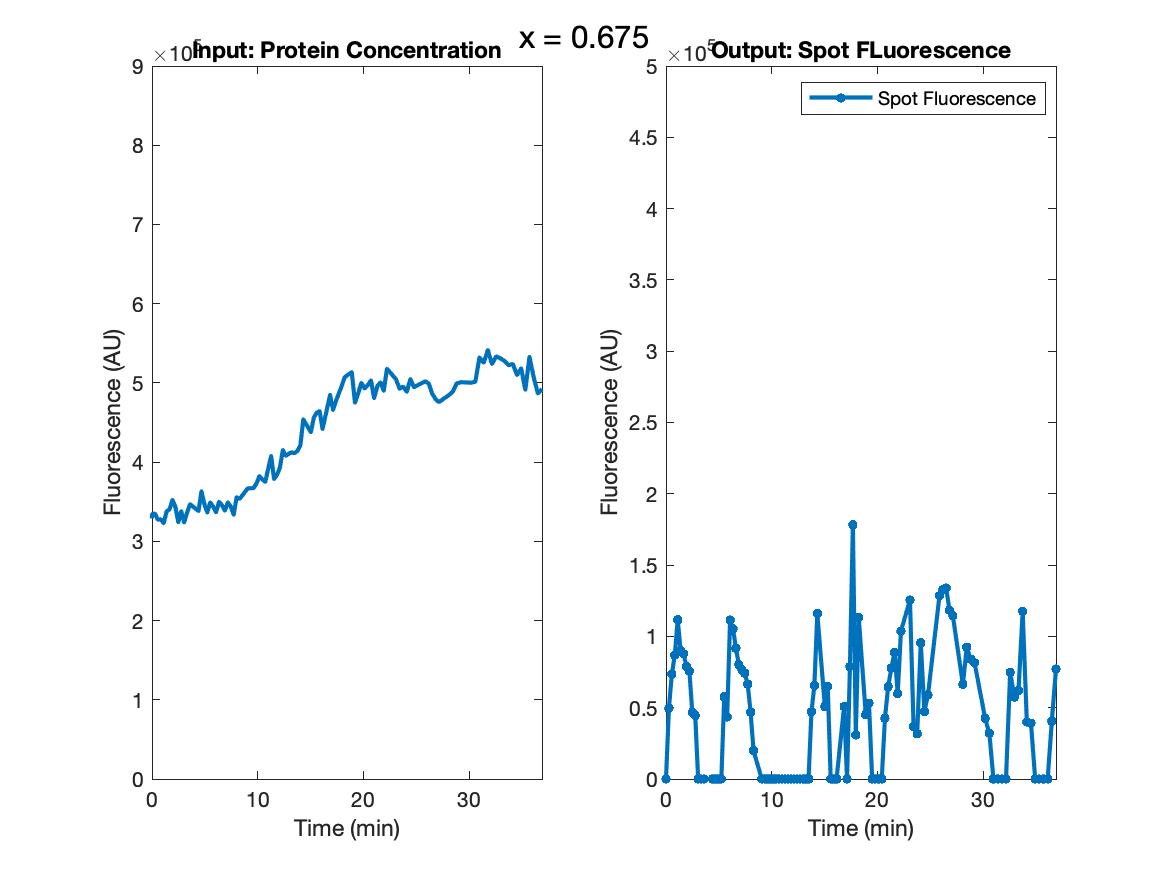 x = 0.675
×10⁵
Input: Protein Concentration
9
8
7
6
5
4
3
2
1
0
Fluorescence (AU)
0 10 20 30
Time (min)
×10⁵
Output: Spot FLuorescence
Spot Fluorescence
5
4.5
4
3.5
3
2.5
2
1.5
1
0.5
0
Fluorescence (AU)
0 10 20 30
Time (min)